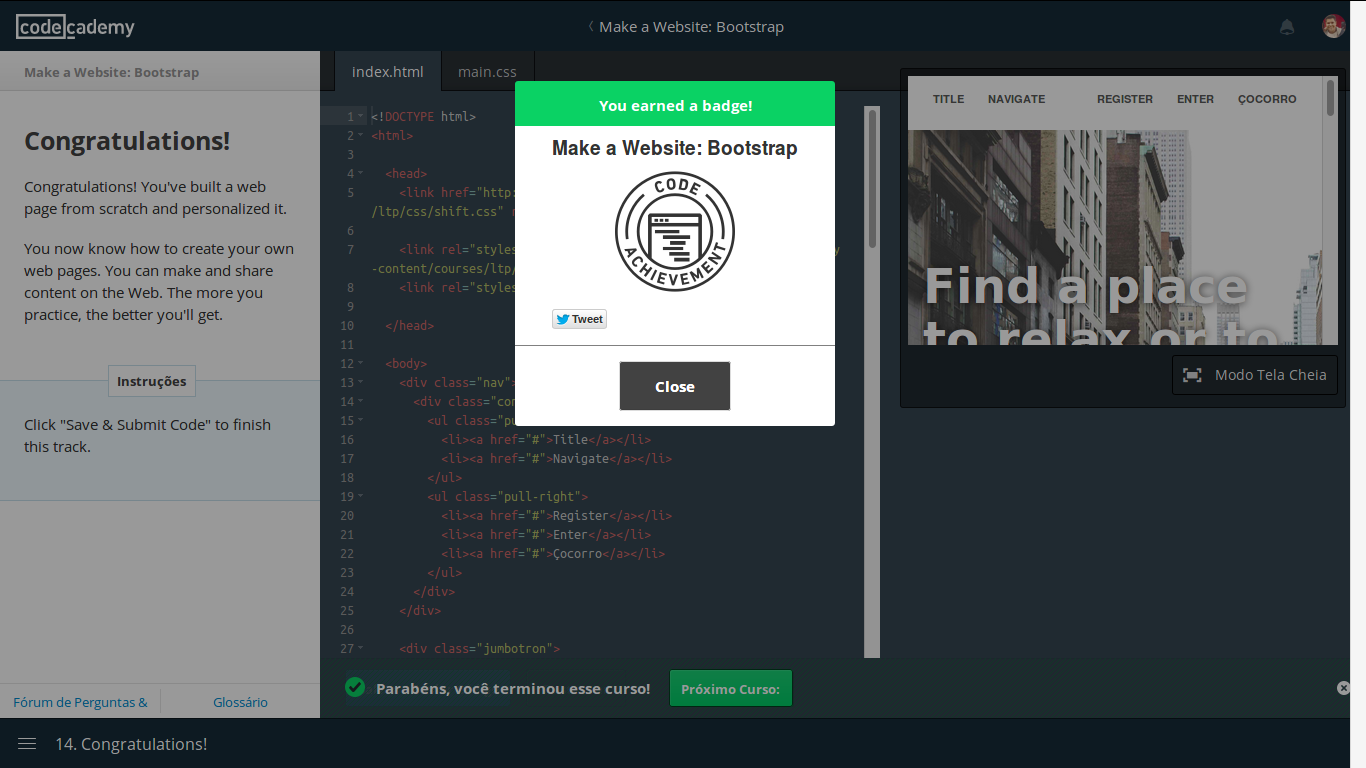 codecademy
Make a Website: Bootstrap
Make a Website: Bootstrap
Congratulations!
Congratulations! You've built a web
page from scratch and personalized it.
You now know how to create your own
web pages. You can make and share
content on the Web. The more you
practice, the better you'll get.
Instruções
Click "Save & Submit Code" to finish
this track.
Fórum de Perguntas &
Glossário
index.html
main.css
1 <!DOCTYPE html>
2 <html>
3
4 <head>
5 <link href="http:
/ltp/css/shift.css"
6
7 <link rel="styles
-content/courses/ltp/
8 <link rel="styles
9
10 </head>
11
12 <body>
13 <div class="nav">
14 <div class="con
15 <ul class="pu
16 <li><a href="#">Title</a></li>
17 <li><a href="#">Navigate</a></li>
18 </ul>
19 <ul class="pull-right">
20 <li><a href="#">Register</a></li>
21 <li><a href="#">Enter</a></li>
22 <li><a href="#">Çocorro</a></li>
23 </ul>
24 </div>
25 </div>
26
27 <div class="jumbotron">
You earned a badge!
Make a Website: Bootstrap
CODE
ACHIEVEMENT
Tweet
Close
TITLE NAVIGATE REGISTER ENTER ÇOCORRO
Find a place
to relax or to
Modo Tela Cheia
Parabéns, você terminou esse curso!
Próximo Curso:
14. Congratulations!